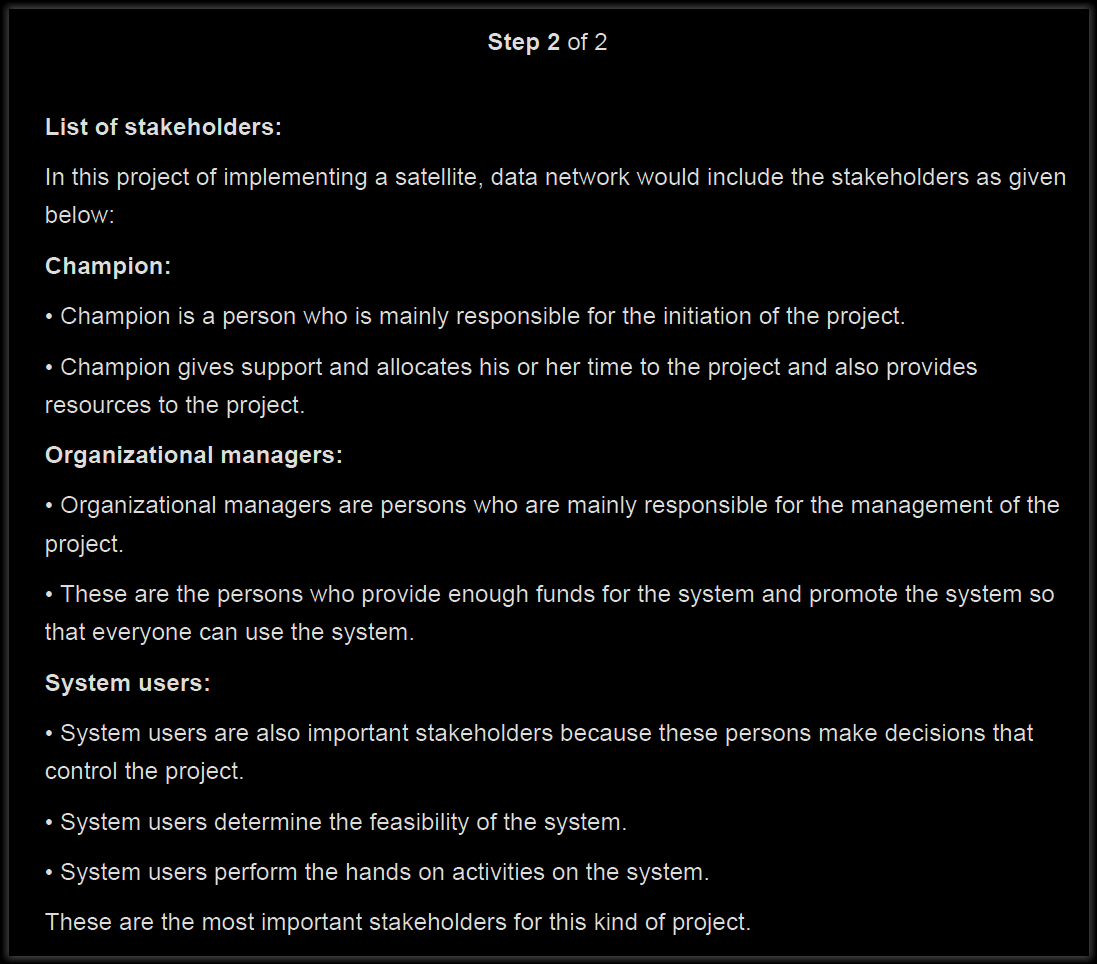 Step 2 of 2
List of stakeholders:
In this project of implementing a satellite, data network would include the stakeholders as given
below:
Champion:
• Champion is a person who is mainly responsible for the initiation of the project.
• Champion gives support and allocates his or her time to the project and also provides
resources to the project.
Organizational managers:
• Organizational managers are persons who are mainly responsible for the management of the
project.
• These are the persons who provide enough funds for the system and promote the system so
that everyone can use the system.
System users:
• System users are also important stakeholders because these persons make decisions that
control the project.
• System users determine the feasibility of the system.
• System users perform the hands on activities on the system.
These are the most important stakeholders for this kind of project.